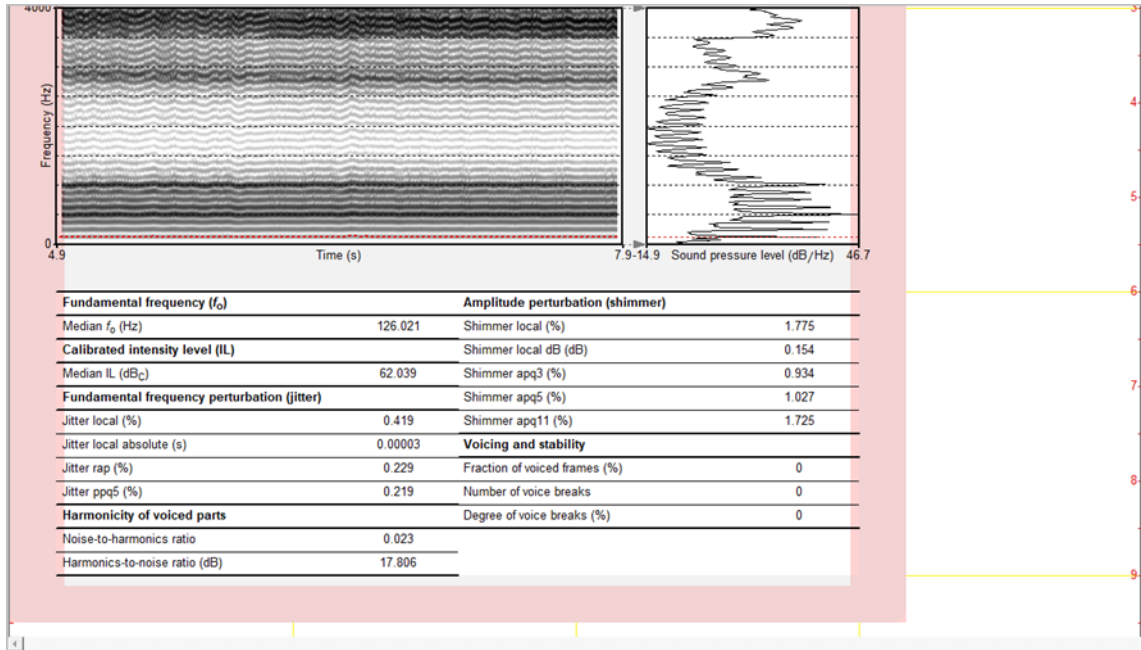 4000
Frequency (Hz)
0
4.9 Time (s) 7.9 -14.9 Sound pressure level (dB/Hz) 46.7
Fundamental frequency (fo) Amplitude perturbation (shimmer)
Median fo (Hz) 126.021 Shimmer local (%) 1.775
Calibrated intensity level (IL) Shimmer local dB (dB) 0.154
Median IL (dBC) 62.039 Shimmer apq3 (%) 0.934
Fundamental frequency perturbation (jitter) Shimmer apq5 (%) 1.027
Jitter local (%) 0.419 Shimmer apq11 (%) 1.725
Jitter local absolute (s) 0.00003 Voicing and stability
Jitter rap (%) 0.229 Fraction of voiced frames (%) 0
Jitter ppq5 (%) 0.219 Number of voice breaks 0
Harmonicity of voiced parts Degree of voice breaks (%) 0
Noise-to-harmonics ratio 0.023
Harmonics-to-noise ratio (dB) 17.806
3
4
5
6
7
8
9